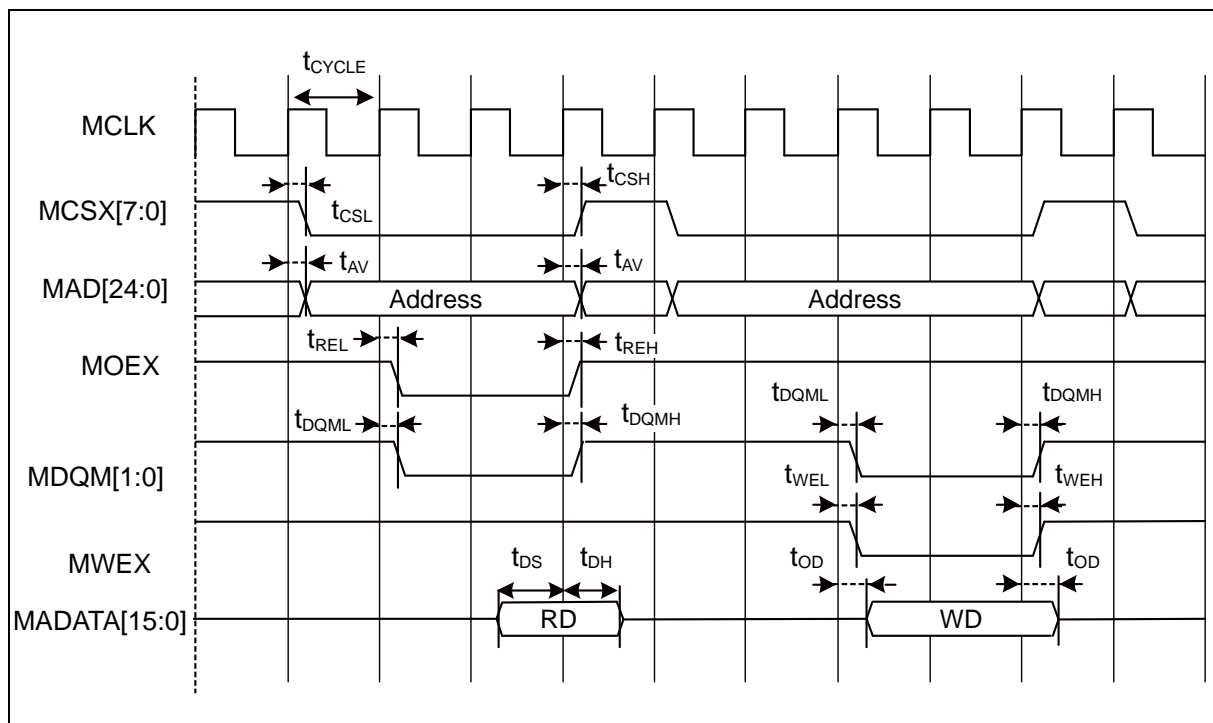 tCYCLE
MCLK
tCSH
MCSX[7:0]
tCSL
tAV
tAV
MAD[24:0]
Address
Address
tREL
tREH
MOEX
tDQML
tDQMH
tDQML
tDQMH
MDQM[1:0]
tWEL
tWEH
MWEX
tDS
tDH
tOD
tOD
MADATA[15:0]
RD
WD